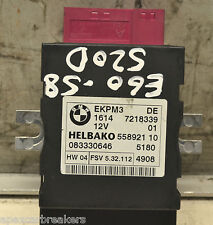 E60-58
520D
EKPM3 DE
1614 7218339
12V 01
HELBAKO 558921 10
083330646 5180
HW 04 FSV 5.32.112 4908
apexcarbreakers